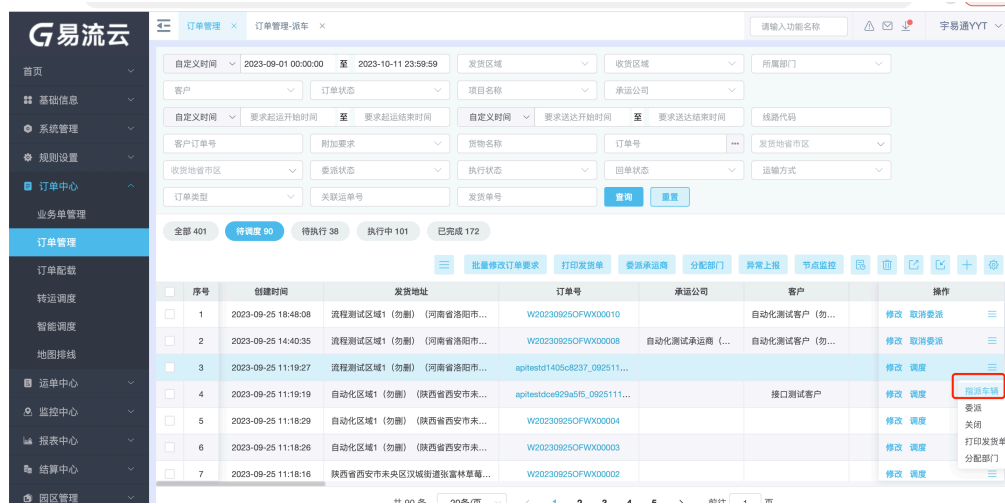 G易流云
订单管理 × 订单管理-派车 × 请输入功能名称 宇易通YYT
首页
基础信息
系统管理
规则设置
订单中心
业务单管理
订单管理
订单配载
转运调度
智能调度
地图排线
运单中心
监控中心
报表中心
结算中心
园区管理
自定义时间 2023-09-01 00:00:00 至 2023-10-11 23:59:59 发货区域 收货区域 所属部门
客户 订单状态 项目名称 承运公司
自定义时间 要求起运开始时间 至 要求起运结束时间 自定义时间 要求送达开始时间 至 要求送达结束时间 线路代码
客户订单号 附加要求 货物名称 订单号 ••• 发货地省市区
收货地省市区 委派状态 执行状态 回单状态 运输方式
订单类型 关联运单号 发货单号 查询 重置
全部 401 待调度 90 待执行 38 执行中 101 已完成 172
批量修改订单要求 打印发货单 委派承运商 分配部门 异常上报 节点监控
序号 创建时间 发货地址 订单号 承运公司 客户 操作
1 2023-09-25 18:48:08 流程测试区域1（勿删）（河南省洛阳市... W20230925OFWX00010 自动化测试客户（勿... 修改 取消委派
2 2023-09-25 14:40:35 流程测试区域1（勿删）（河南省洛阳市... W20230925OFWX00008 自动化测试承运商（... 自动化测试客户（勿... 修改 取消委派
3 2023-09-25 11:19:27 流程测试区域1（勿删）（河南省洛阳市... apitestd1405c8237_092511... 修改 调度
4 2023-09-25 11:19:19 自动化区域1（勿删）（陕西省西安市未... apitestdce929a5f5_0925111... 接口测试客户 修改 调度
5 2023-09-25 11:18:29 自动化区域1（勿删）（陕西省西安市未... W20230925OFWX00004 修改 调度
6 2023-09-25 11:18:26 自动化区域1（勿删）（陕西省西安市未... W20230925OFWX00003 修改 调度
7 2023-09-25 11:18:16 陕西省西安市未央区汉城街道张富林草莓... W20230925OFWX00002 修改 调度
指派车辆
委派
关闭
打印发货单
分配部门
共 90 条 20条/页 < 1 2 3 4 5 > 前往 1 页